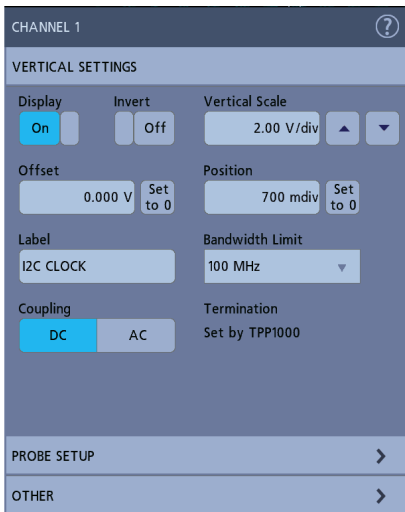 CHANNEL 1
?
VERTICAL SETTINGS
Display Invert Vertical Scale
On Off 2.00 V/div
Offset Position
0.000 V Set to 0 700 mdiv Set to 0
Label Bandwidth Limit
I2C CLOCK 100 MHz
Coupling Termination
DC AC Set by TPP1000
PROBE SETUP
OTHER